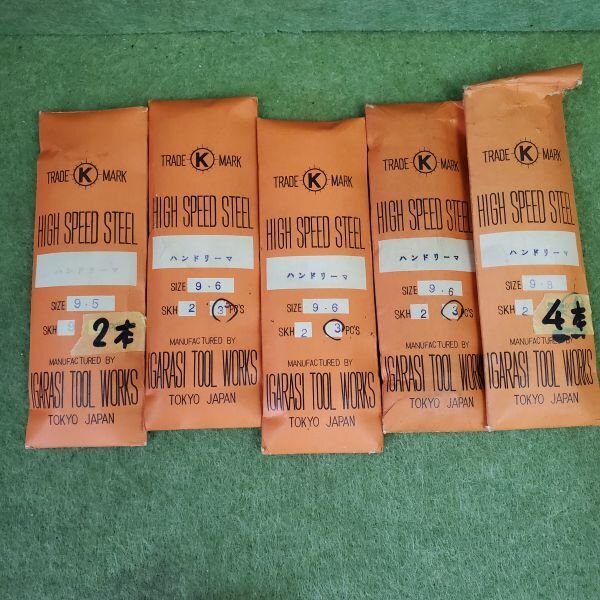 TRADE K MARK
HIGH SPEED STEEL
ハンドリーマ
SIZE 9.5
SKH
2本
MANUFACTURED BY
IGARASI TOOL WORKS
TOKYO JAPAN
TRADE K MARK
HIGH SPEED STEEL
ハンドリーマ
SIZE 9.6
SKH 2 3 PC'S
MANUFACTURED BY
IGARASI TOOL WORKS
TOKYO JAPAN
TRADE K MARK
HIGH SPEED STEEL
ハンドリーマ
SIZE 9.6
SKH 2 3 PC'S
MANUFACTURED BY
IGARASI TOOL WORKS
TOKYO JAPAN
TRADE K MARK
HIGH SPEED STEEL
ハンドリーマ
SIZE 9.6
SKH 2 3 PC'S
MANUFACTURED BY
IGARASI TOOL WORKS
TOKYO JAPAN
TRADE K MARK
HIGH SPEED STEEL
ハンドリーマ
SIZE 9.8
SKH 2
4本
MANUFACTURED BY
IGARASI TOOL WORKS
TOKYO JAPAN